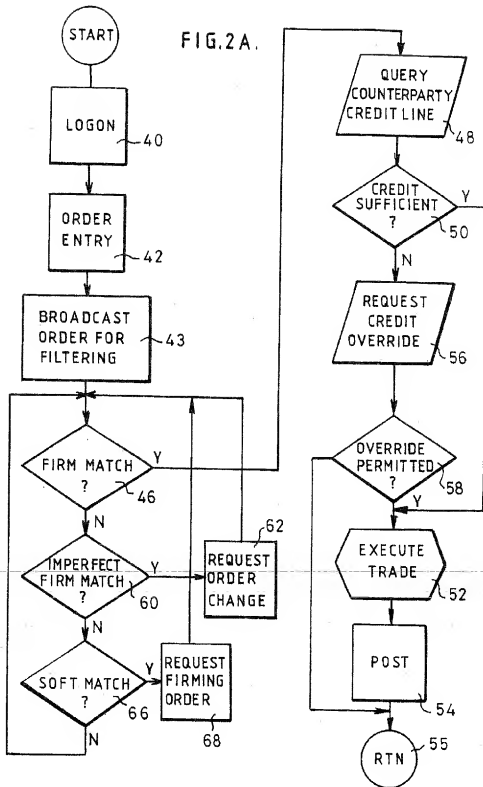 START
FIG.2A.
LOGON
40
ORDER
ENTRY
42
BROADCAST
ORDER FOR
FILTERING
43
FIRM MATCH
?
46
Y
N
IMPERFECT
FIRM MATCH
?
60
Y
N
62
REQUEST
ORDER
CHANGE
SOFT MATCH
?
66
Y
N
REQUEST
FIRMING
ORDER
68
QUERY
COUNTERPARTY
CREDIT LINE
48
CREDIT
SUFFICIENT
?
50
Y
N
REQUEST
CREDIT
OVERRIDE
56
OVERRIDE
PERMITTED
?
58
Y
EXECUTE
TRADE
52
POST
54
RTN
55